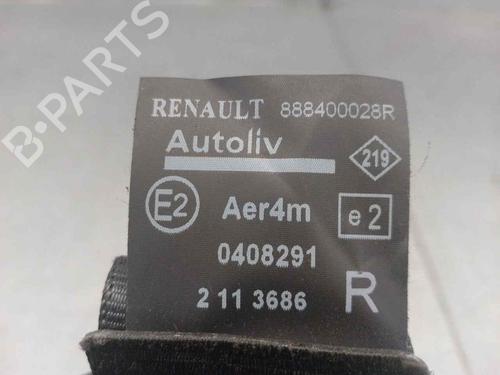 RENAULT 888400028R
Autoliv
219
E2 Aer4m e2
0408291
2 11 3686 R
B-PARTS